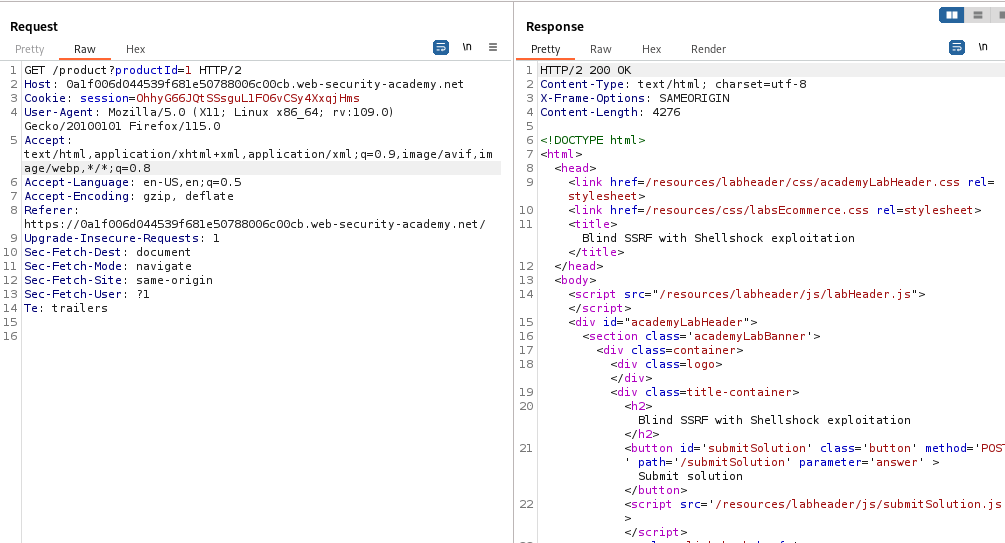 Request
Pretty Raw Hex
\n
1 GET /product?productId=1 HTTP/2
2 Host: 0a1f006d044539f681e50788006c00cb.web-security-academy.net
3 Cookie: session=OhhyG66JQtSSsguLlFO6vCSy4XxqjHms
4 User-Agent: Mozilla/5.0 (X11; Linux x86_64; rv:109.0)
Gecko/20100101 Firefox/115.0
5 Accept:
text/html,application/xhtml+xml,application/xml;q=0.9,image/avif,im
age/webp,*/*;q=0.8
6 Accept-Language: en-US,en;q=0.5
7 Accept-Encoding: gzip, deflate
8 Referer:
https://0a1f006d044539f681e50788006c00cb.web-security-academy.net/
9 Upgrade-Insecure-Requests: 1
10 Sec-Fetch-Dest: document
11 Sec-Fetch-Mode: navigate
12 Sec-Fetch-Site: same-origin
13 Sec-Fetch-User: ?1
14 Te: trailers
15
16
Response
Pretty Raw Hex Render
\n
1 HTTP/2 200 OK
2 Content-Type: text/html; charset=utf-8
3 X-Frame-Options: SAMEORIGIN
4 Content-Length: 4276
5
6 <!DOCTYPE html>
7 <html>
8 <head>
9 <link href=/resources/labheader/css/academyLabHeader.css rel=
stylesheet>
10 <link href=/resources/css/labsEcommerce.css rel=stylesheet>
11 <title>
Blind SSRF with Shellshock exploitation
</title>
12 </head>
13 <body>
14 <script src="/resources/labheader/js/labHeader.js">
</script>
15 <div id="academyLabHeader">
16 <section class='academyLabBanner'>
17 <div class=container>
18 <div class=logo>
</div>
19 <div class=title-container>
20 <h2>
Blind SSRF with Shellshock exploitation
</h2>
21 <button id='submitSolution' class='button' method='POST
' path='/submitSolution' parameter='answer' >
Submit solution
</button>
22 <script src='/resources/labheader/js/submitSolution.js
>
</script>